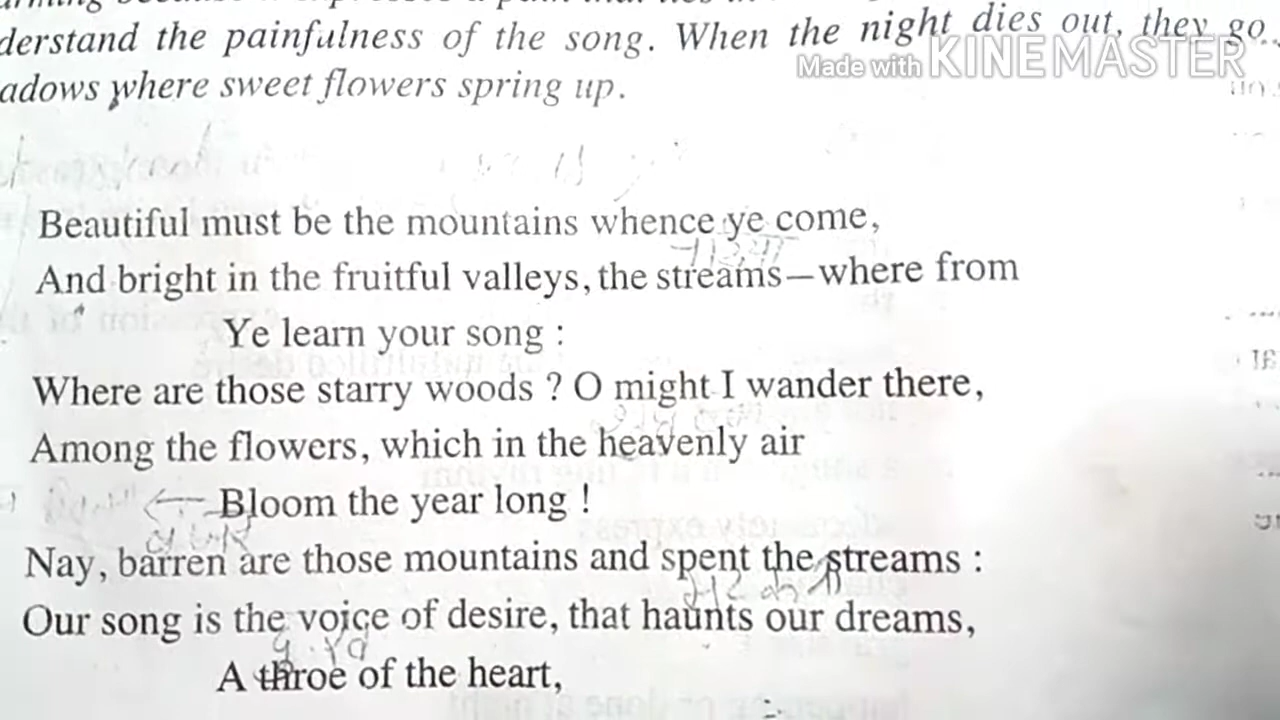 derstand the painfulness of the song. When the night dies out, they go
adows where sweet flowers spring up.
Made with KINEMASTER
Beautiful must be the mountains whence ye come,
And bright in the fruitful valleys, the streams—where from
Ye learn your song :
Where are those starry woods ? O might I wander there,
Among the flowers, which in the heavenly air
Bloom the year long !
Nay, barren are those mountains and spent the streams :
Our song is the voice of desire, that haunts our dreams,
A throe of the heart,